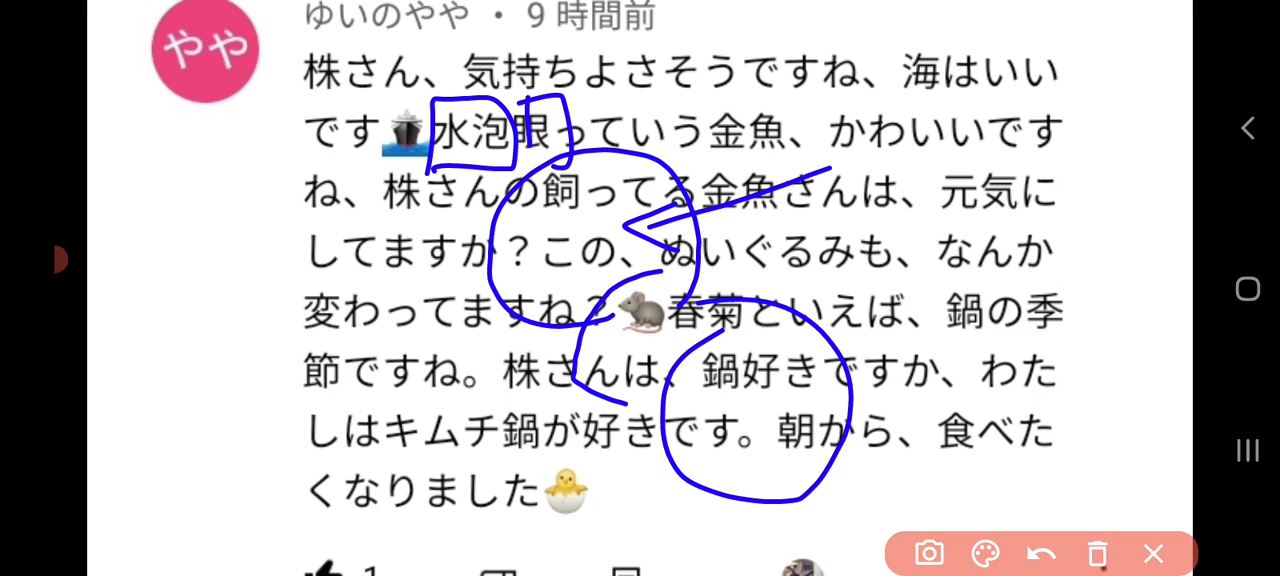 ゆいのやや ・ 9 時間前
やや
株さん、気持ちよさそうですね、海はいい
です🚢水泡眼っていう金魚、かわいいです
ね、株さんの飼ってる金魚さんは、元気に
してますか？この、ぬいぐるみも、なんか
変わってますね？🐀春菊といえば、鍋の季
節ですね。株さんは、鍋好きですか、わた
しはキムチ鍋が好きです。朝から、食べた
くなりました🐣
1